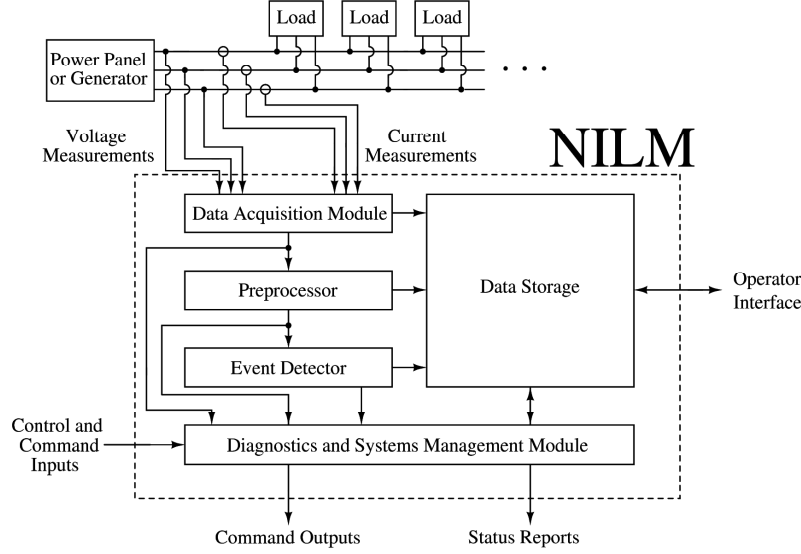 Load
Load
Load
Power Panel
or Generator
. . .
Voltage
Measurements
Current
Measurements
NILM
Data Acquisition Module
Preprocessor
Data Storage
Operator
Interface
Event Detector
Control and
Command
Inputs
Diagnostics and Systems Management Module
Command Outputs
Status Reports